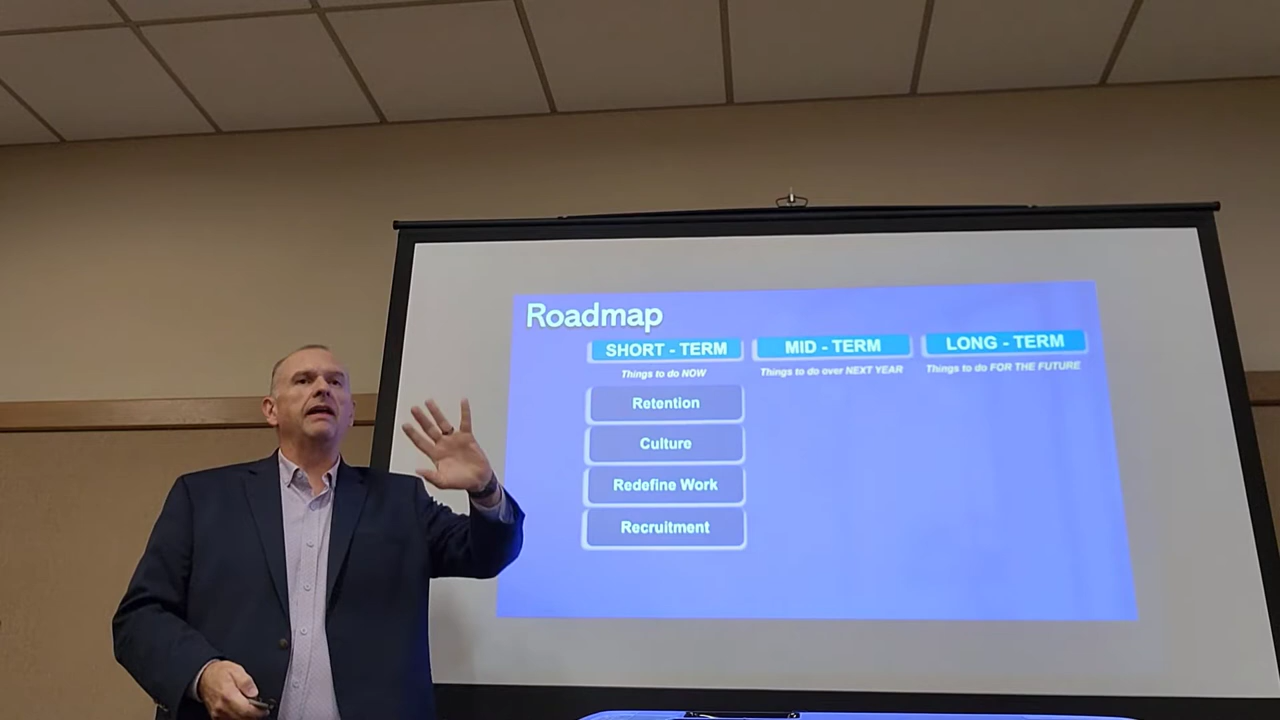 Roadmap
SHORT - TERM
MID - TERM
LONG - TERM
Things to do NOW
Things to do over NEXT YEAR
Things to do FOR THE FUTURE
Retention
Culture
Redefine Work
Recruitment